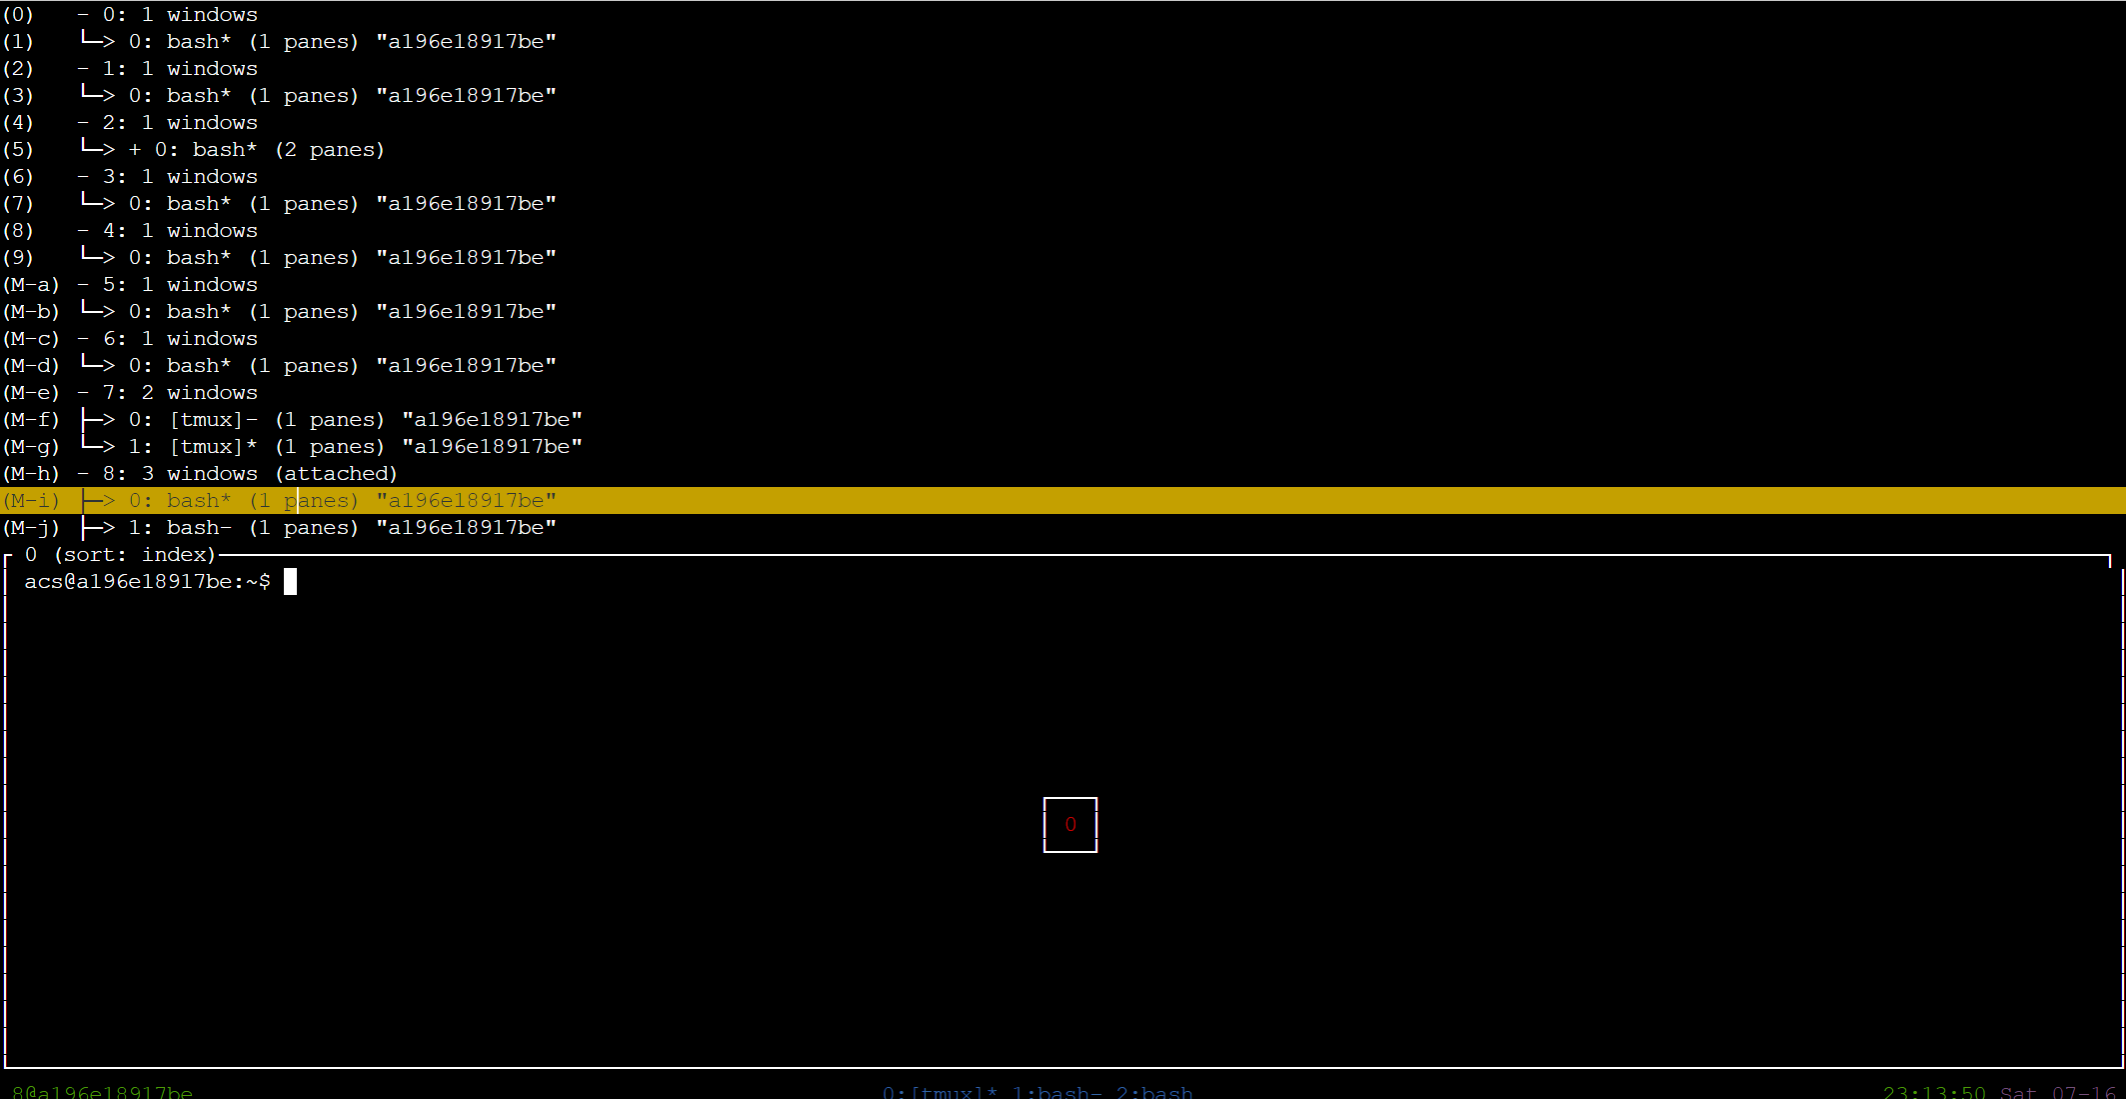 (0)   - 0: 1 windows
(1)   └─> 0: bash* (1 panes) "a196e18917be"
(2)   - 1: 1 windows
(3)   └─> 0: bash* (1 panes) "a196e18917be"
(4)   - 2: 1 windows
(5)   └─> + 0: bash* (2 panes)
(6)   - 3: 1 windows
(7)   └─> 0: bash* (1 panes) "a196e18917be"
(8)   - 4: 1 windows
(9)   └─> 0: bash* (1 panes) "a196e18917be"
(M-a) - 5: 1 windows
(M-b) └─> 0: bash* (1 panes) "a196e18917be"
(M-c) - 6: 1 windows
(M-d) └─> 0: bash* (1 panes) "a196e18917be"
(M-e) - 7: 2 windows
(M-f) ├─> 0: [tmux]- (1 panes) "a196e18917be"
(M-g) └─> 1: [tmux]* (1 panes) "a196e18917be"
(M-h) - 8: 3 windows (attached)
(M-i) ├─> 0: bash* (1 panes) "a196e18917be"
(M-j) ├─> 1: bash- (1 panes) "a196e18917be"
0 (sort: index)
acs@a196e18917be:~$
0
8@a196e18917be 0:[tmux]* 1:bash- 2:bash 23:13:50 Sat 07-16